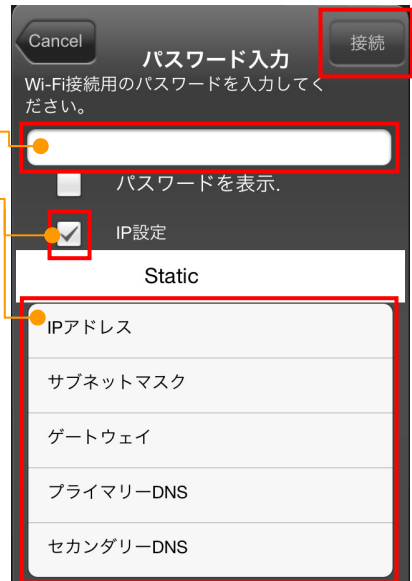 Cancel
パスワード入力
接続
Wi-Fi接続用のパスワードを入力してく
ださい。
パスワードを表示.
IP設定
Static
IPアドレス
サブネットマスク
ゲートウェイ
プライマリーDNS
セカンダリーDNS